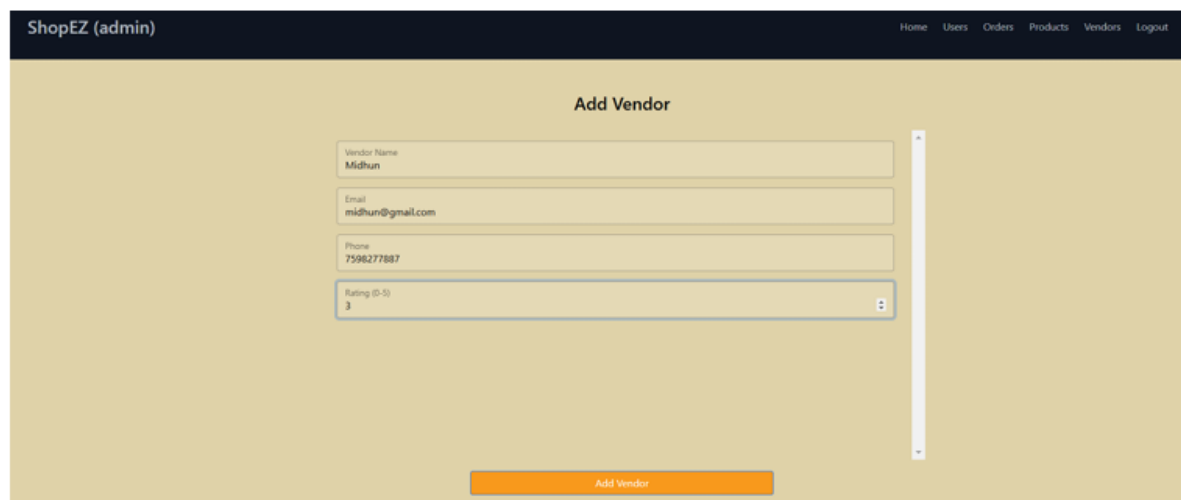 ShopEZ (admin)
Home Users Orders Products Vendors Logout
Add Vendor
Vendor Name
Midhun
Email
midhun@gmail.com
Phone
7598277887
Rating (0-5)
3
Add Vendor